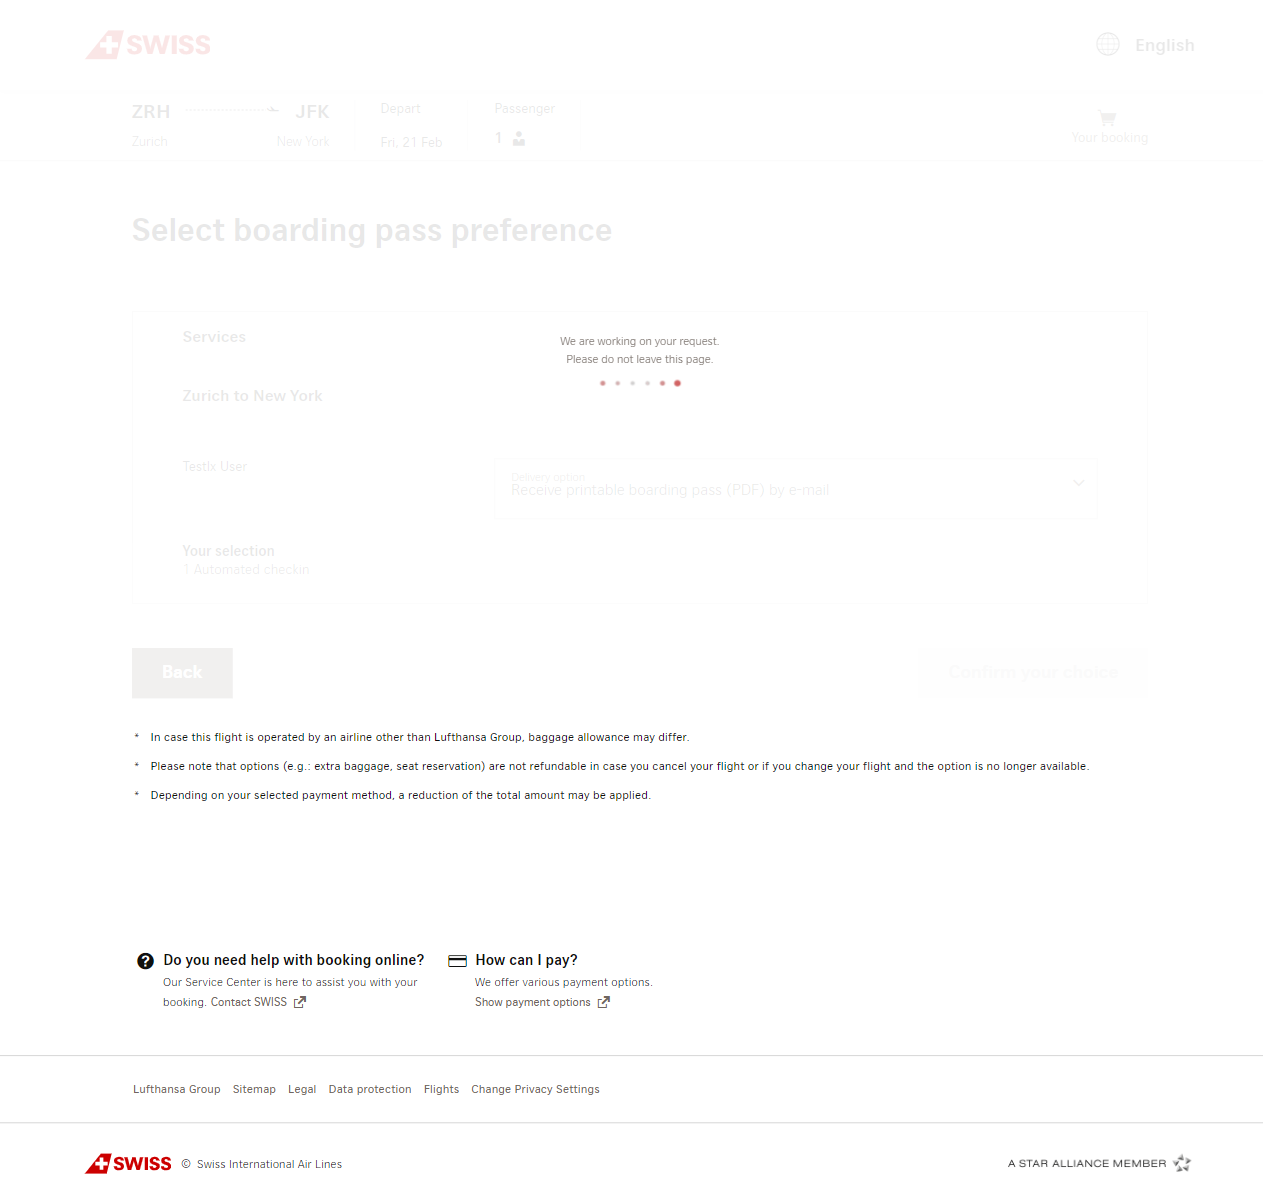 SWISS
English
ZRH JFK
Zurich New York
Depart
Fri, 21 Feb
Passenger
1
Your booking
Select boarding pass preference
Services
We are working on your request.
Please do not leave this page.
Zurich to New York
Testlx User
Delivery option
Receive printable boarding pass (PDF) by e-mail
Your selection
1 Automated checkin
Back
Confirm your choice
* In case this flight is operated by an airline other than Lufthansa Group, baggage allowance may differ.
* Please note that options (e.g.: extra baggage, seat reservation) are not refundable in case you cancel your flight or if you change your flight and the option is no longer available.
* Depending on your selected payment method, a reduction of the total amount may be applied.
Do you need help with booking online?
Our Service Center is here to assist you with your
booking. Contact SWISS
How can I pay?
We offer various payment options.
Show payment options
Lufthansa Group Sitemap Legal Data protection Flights Change Privacy Settings
SWISS © Swiss International Air Lines
A STAR ALLIANCE MEMBER